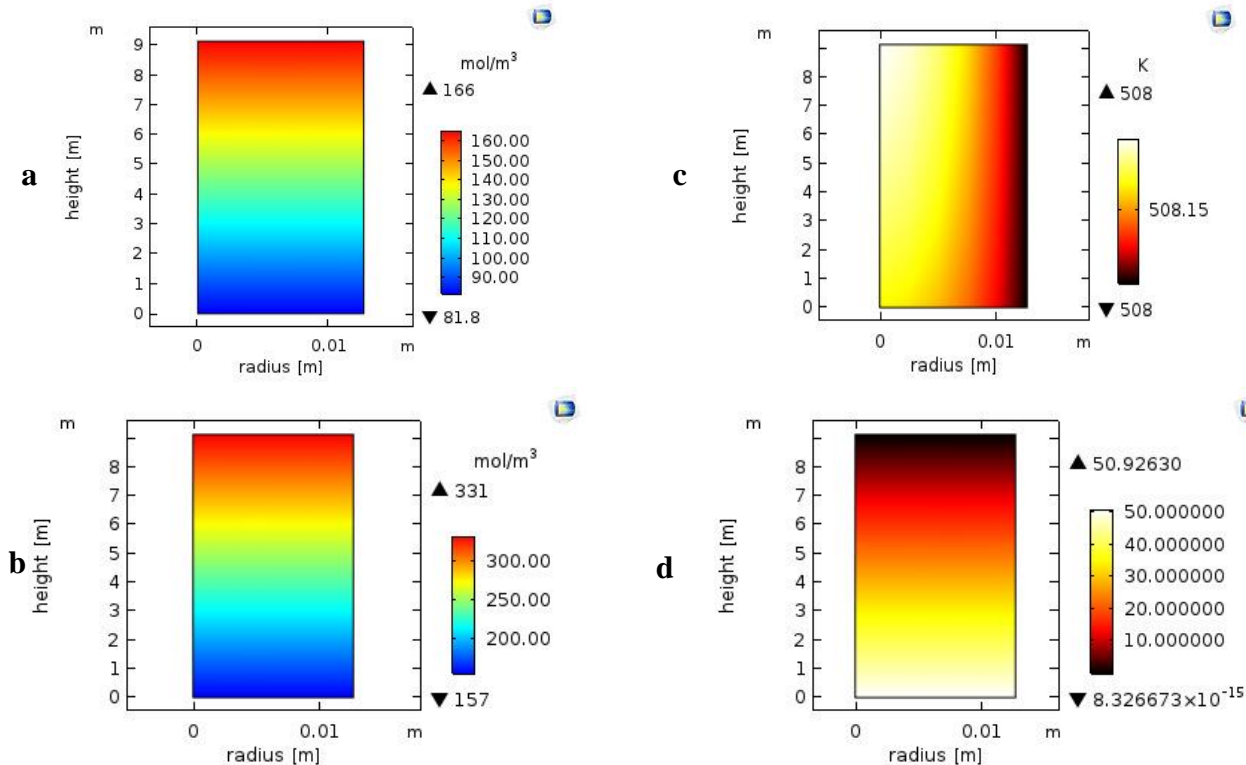 a
m
9
8
7
6
5
4
3
2
1
0
height [m]
0 0.01 m
radius [m]
mol/m³
▲ 166
160.00
150.00
140.00
130.00
120.00
110.00
100.00
90.00
▼ 81.8
c
m
8
7
6
5
4
3
2
1
0
height [m]
0 0.01 m
radius [m]
K
▲ 508
508.15
▼ 508
b
m
8
7
6
5
4
3
2
1
0
height [m]
0 0.01 m
radius [m]
mol/m³
▲ 331
300.00
250.00
200.00
▼ 157
d
m
8
7
6
5
4
3
2
1
0
height [m]
0 0.01 m
radius [m]
▲ 50.92630
50.000000
40.000000
30.000000
20.000000
10.000000
▼ 8.326673×10⁻¹⁵